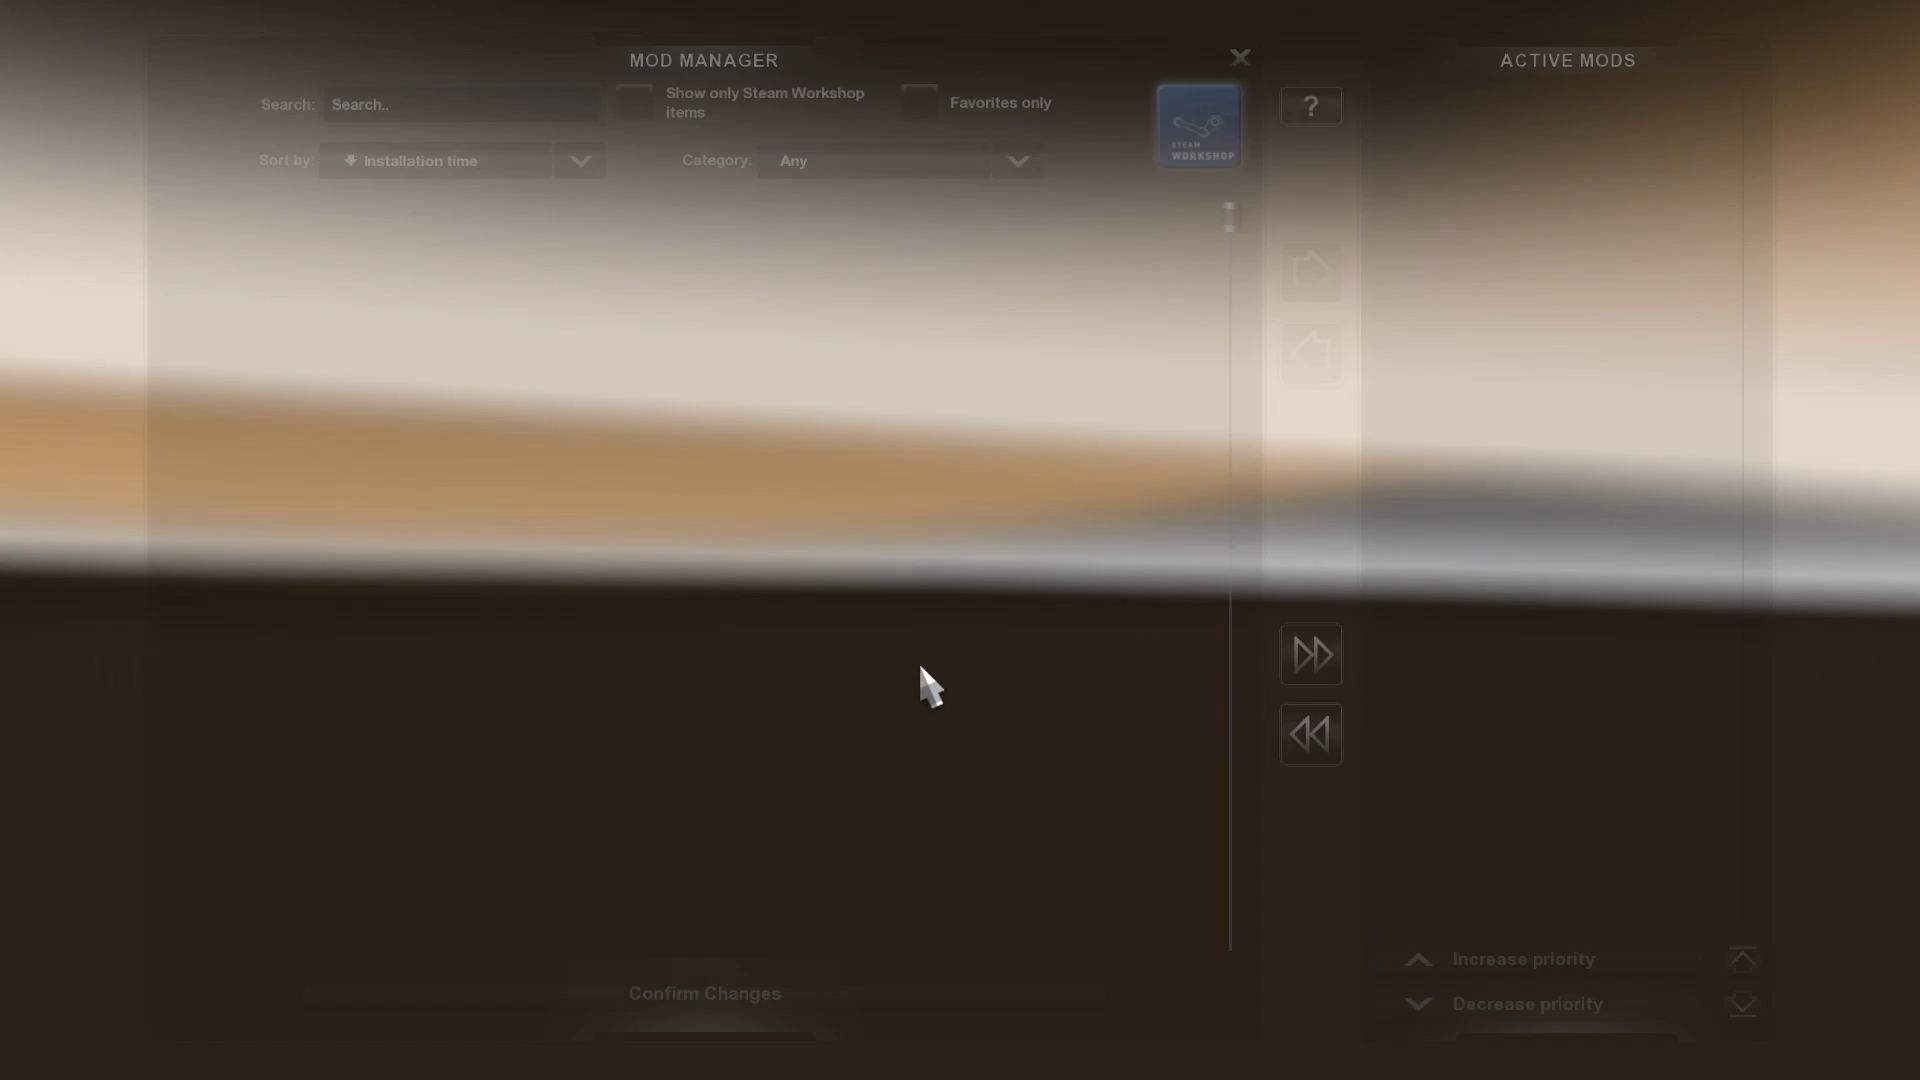 MOD MANAGER
ACTIVE MODS
Search:
Search..
Show only Steam Workshop
items
Favorites only
STEAM
WORKSHOP
?
Sort by:
Installation time
Category:
Any
Confirm Changes
Increase priority
Decrease priority